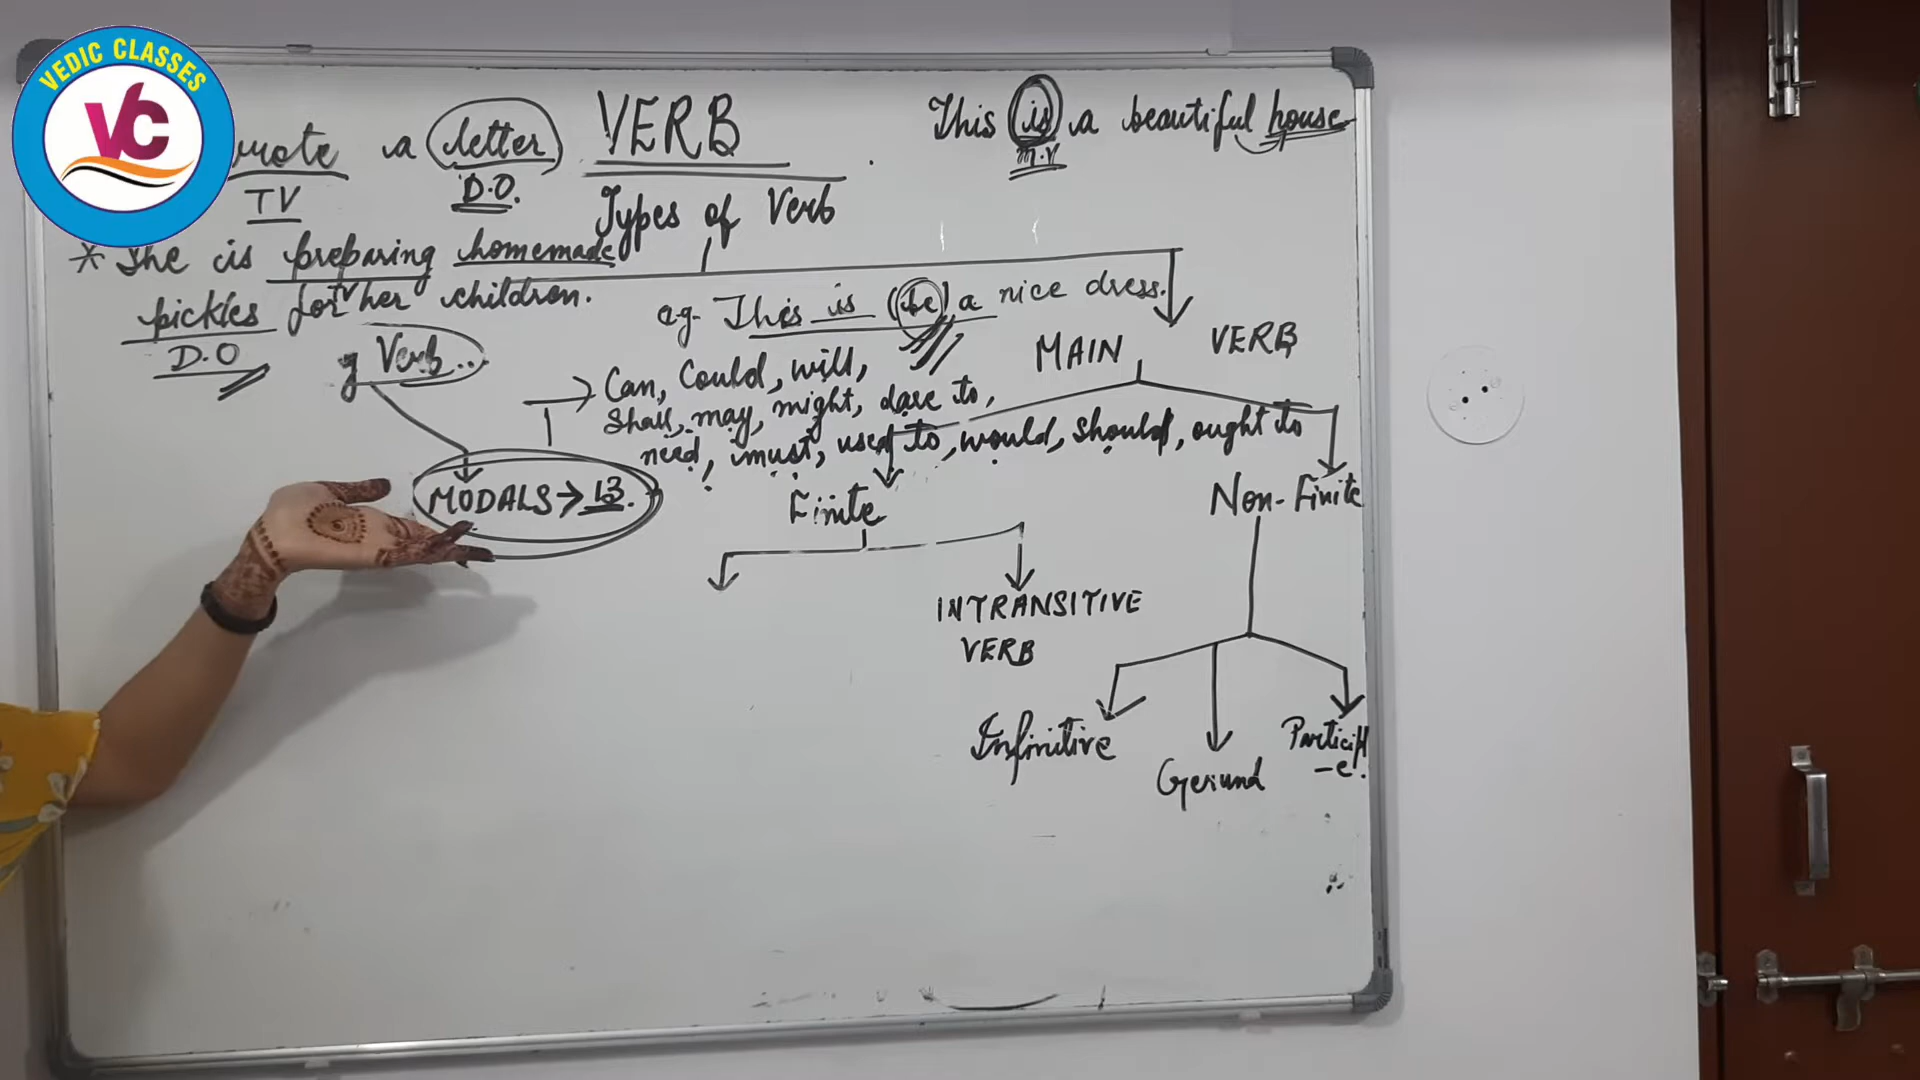 VEDIC CLASSES
VC
wrote a letter
TV D.O.
VERB
Types of Verb
This is a beautiful house
m.v
* She is preparing homemade
pickles for her children.
TV
D.O
e.g. This is (be) a nice dress.
g Verb..
MODALS → 13.
Can, Could, will,
Shall, may, might, dare to,
need, must, used to, would, should, ought to
MAIN VERB
Finite
Non-Finite
INTRANSITIVE
VERB
Infinitive
Gerund
Particip
-e.